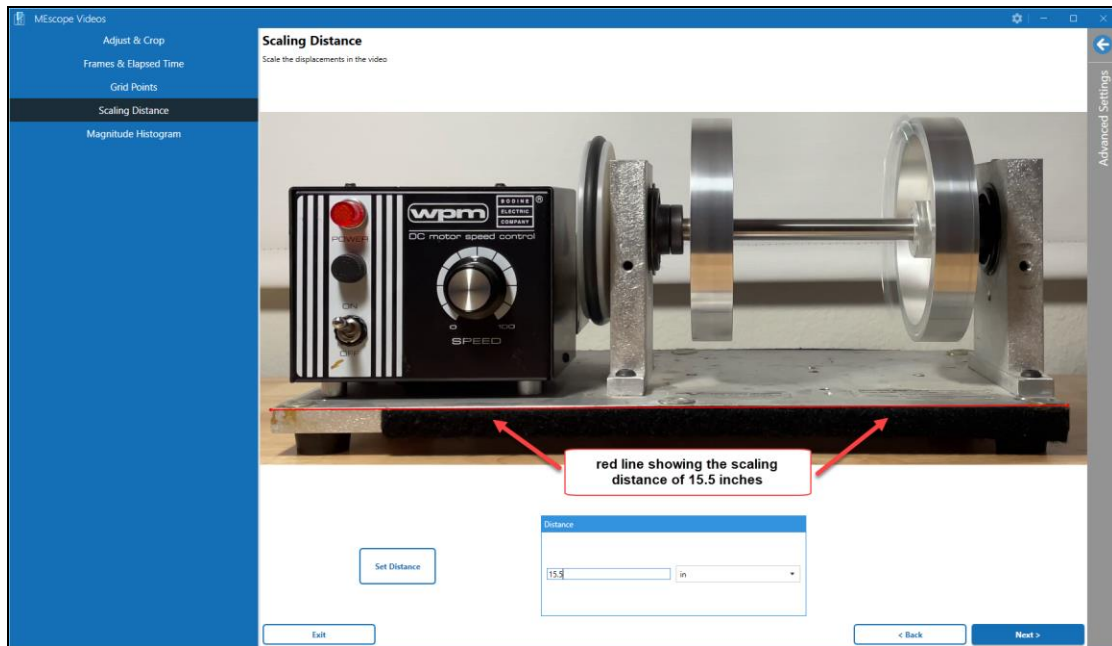 MEscope Videos
Adjust & Crop
Frames & Elapsed Time
Grid Points
Scaling Distance
Magnitude Histogram
Scaling Distance
Scale the displacements in the video
Advanced Settings
POWER
ON
OFF
wpm
BODINE
ELECTRIC
COMPANY
®
DC motor speed control
0
100
SPEED
red line showing the scaling
distance of 15.5 inches
Set Distance
Distance
15.5
in
Exit
< Back
Next >